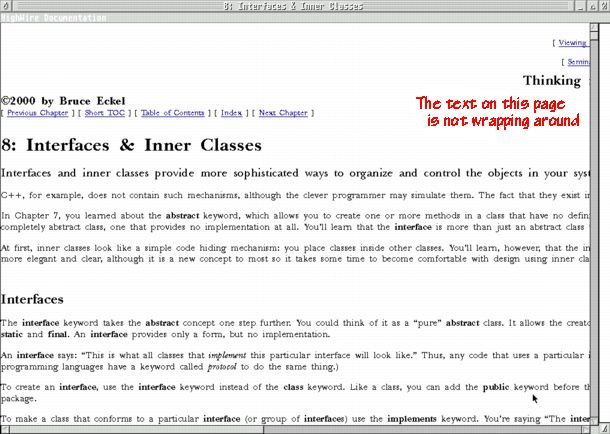 8: Interfaces & Inner Classes
HighWire Documentation
[ Viewing
[ Semina
Thinking
©2000 by Bruce Eckel
[ Previous Chapter ] [ Short TOC ] [ Table of Contents ] [ Index ] [ Next Chapter ]
The text on this page
is not wrapping around
8: Interfaces & Inner Classes
Interfaces and inner classes provide more sophisticated ways to organize and control the objects in your syst
C++, for example, does not contain such mechanisms, although the clever programmer may simulate them. The fact that they exist in
In Chapter 7, you learned about the abstract keyword, which allows you to create one or more methods in a class that have no defini
completely abstract class, one that provides no implementation at all. You'll learn that the interface is more than just an abstract class
At first, inner classes look like a simple code hiding mechanism: you place classes inside other classes. You'll learn, however, that the in
more elegant and clear, although it is a new concept to most so it takes some time to become comfortable with design using inner cla
Interfaces
The interface keyword takes the abstract concept one step further. You could think of it as a “pure” abstract class. It allows the creato
static and final. An interface provides only a form, but no implementation.
An interface says: “This is what all classes that implement this particular interface will look like.” Thus, any code that uses a particular i
programming languages have a keyword called protocol to do the same thing.)
To create an interface, use the interface keyword instead of the class keyword. Like a class, you can add the public keyword before th
package.
To make a class that conforms to a particular interface (or group of interfaces) use the implements keyword. You're saying “The inter